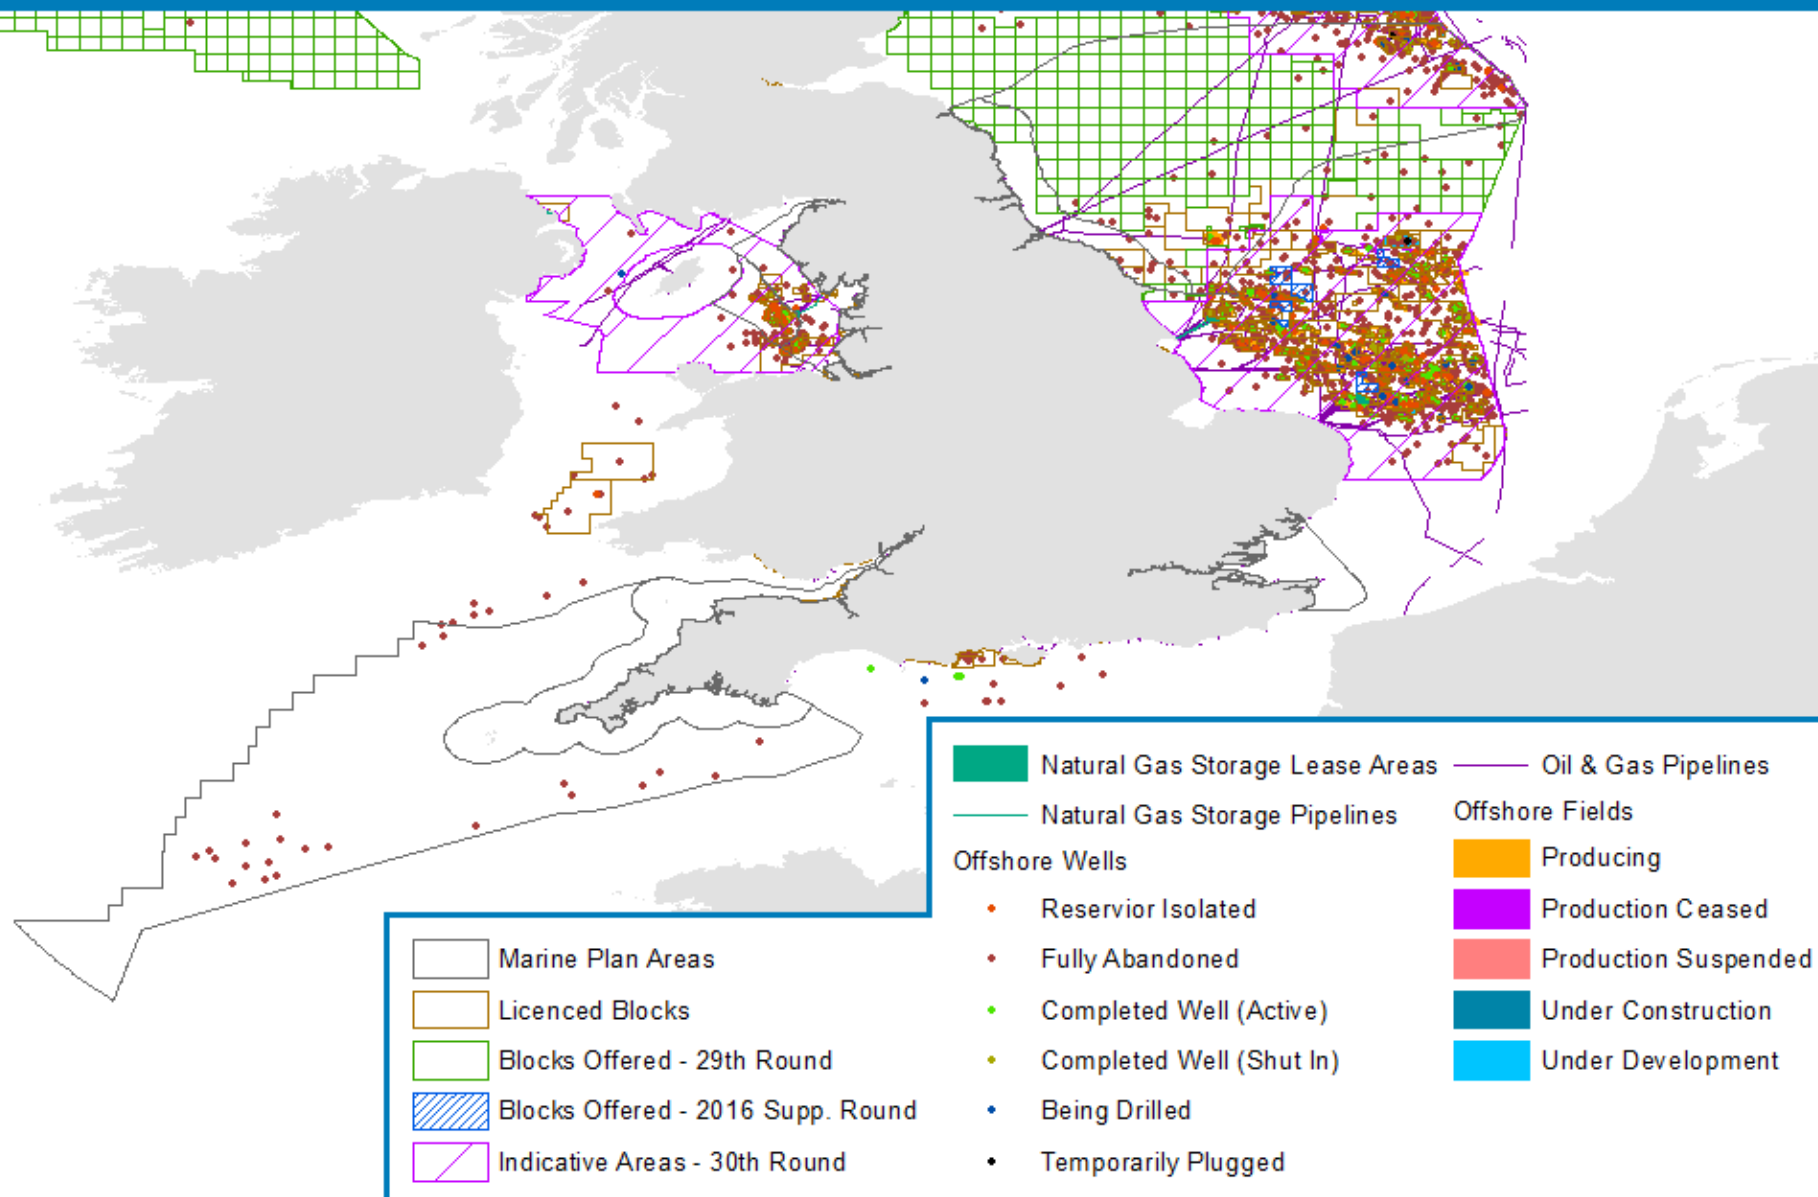 Natural Gas Storage Lease Areas
Natural Gas Storage Pipelines
Offshore Wells
Reservior Isolated
Fully Abandoned
Completed Well (Active)
Completed Well (Shut In)
Being Drilled
Temporarily Plugged
Oil & Gas Pipelines
Offshore Fields
Producing
Production Ceased
Production Suspended
Under Construction
Under Development
Marine Plan Areas
Licenced Blocks
Blocks Offered - 29th Round
Blocks Offered - 2016 Supp. Round
Indicative Areas - 30th Round